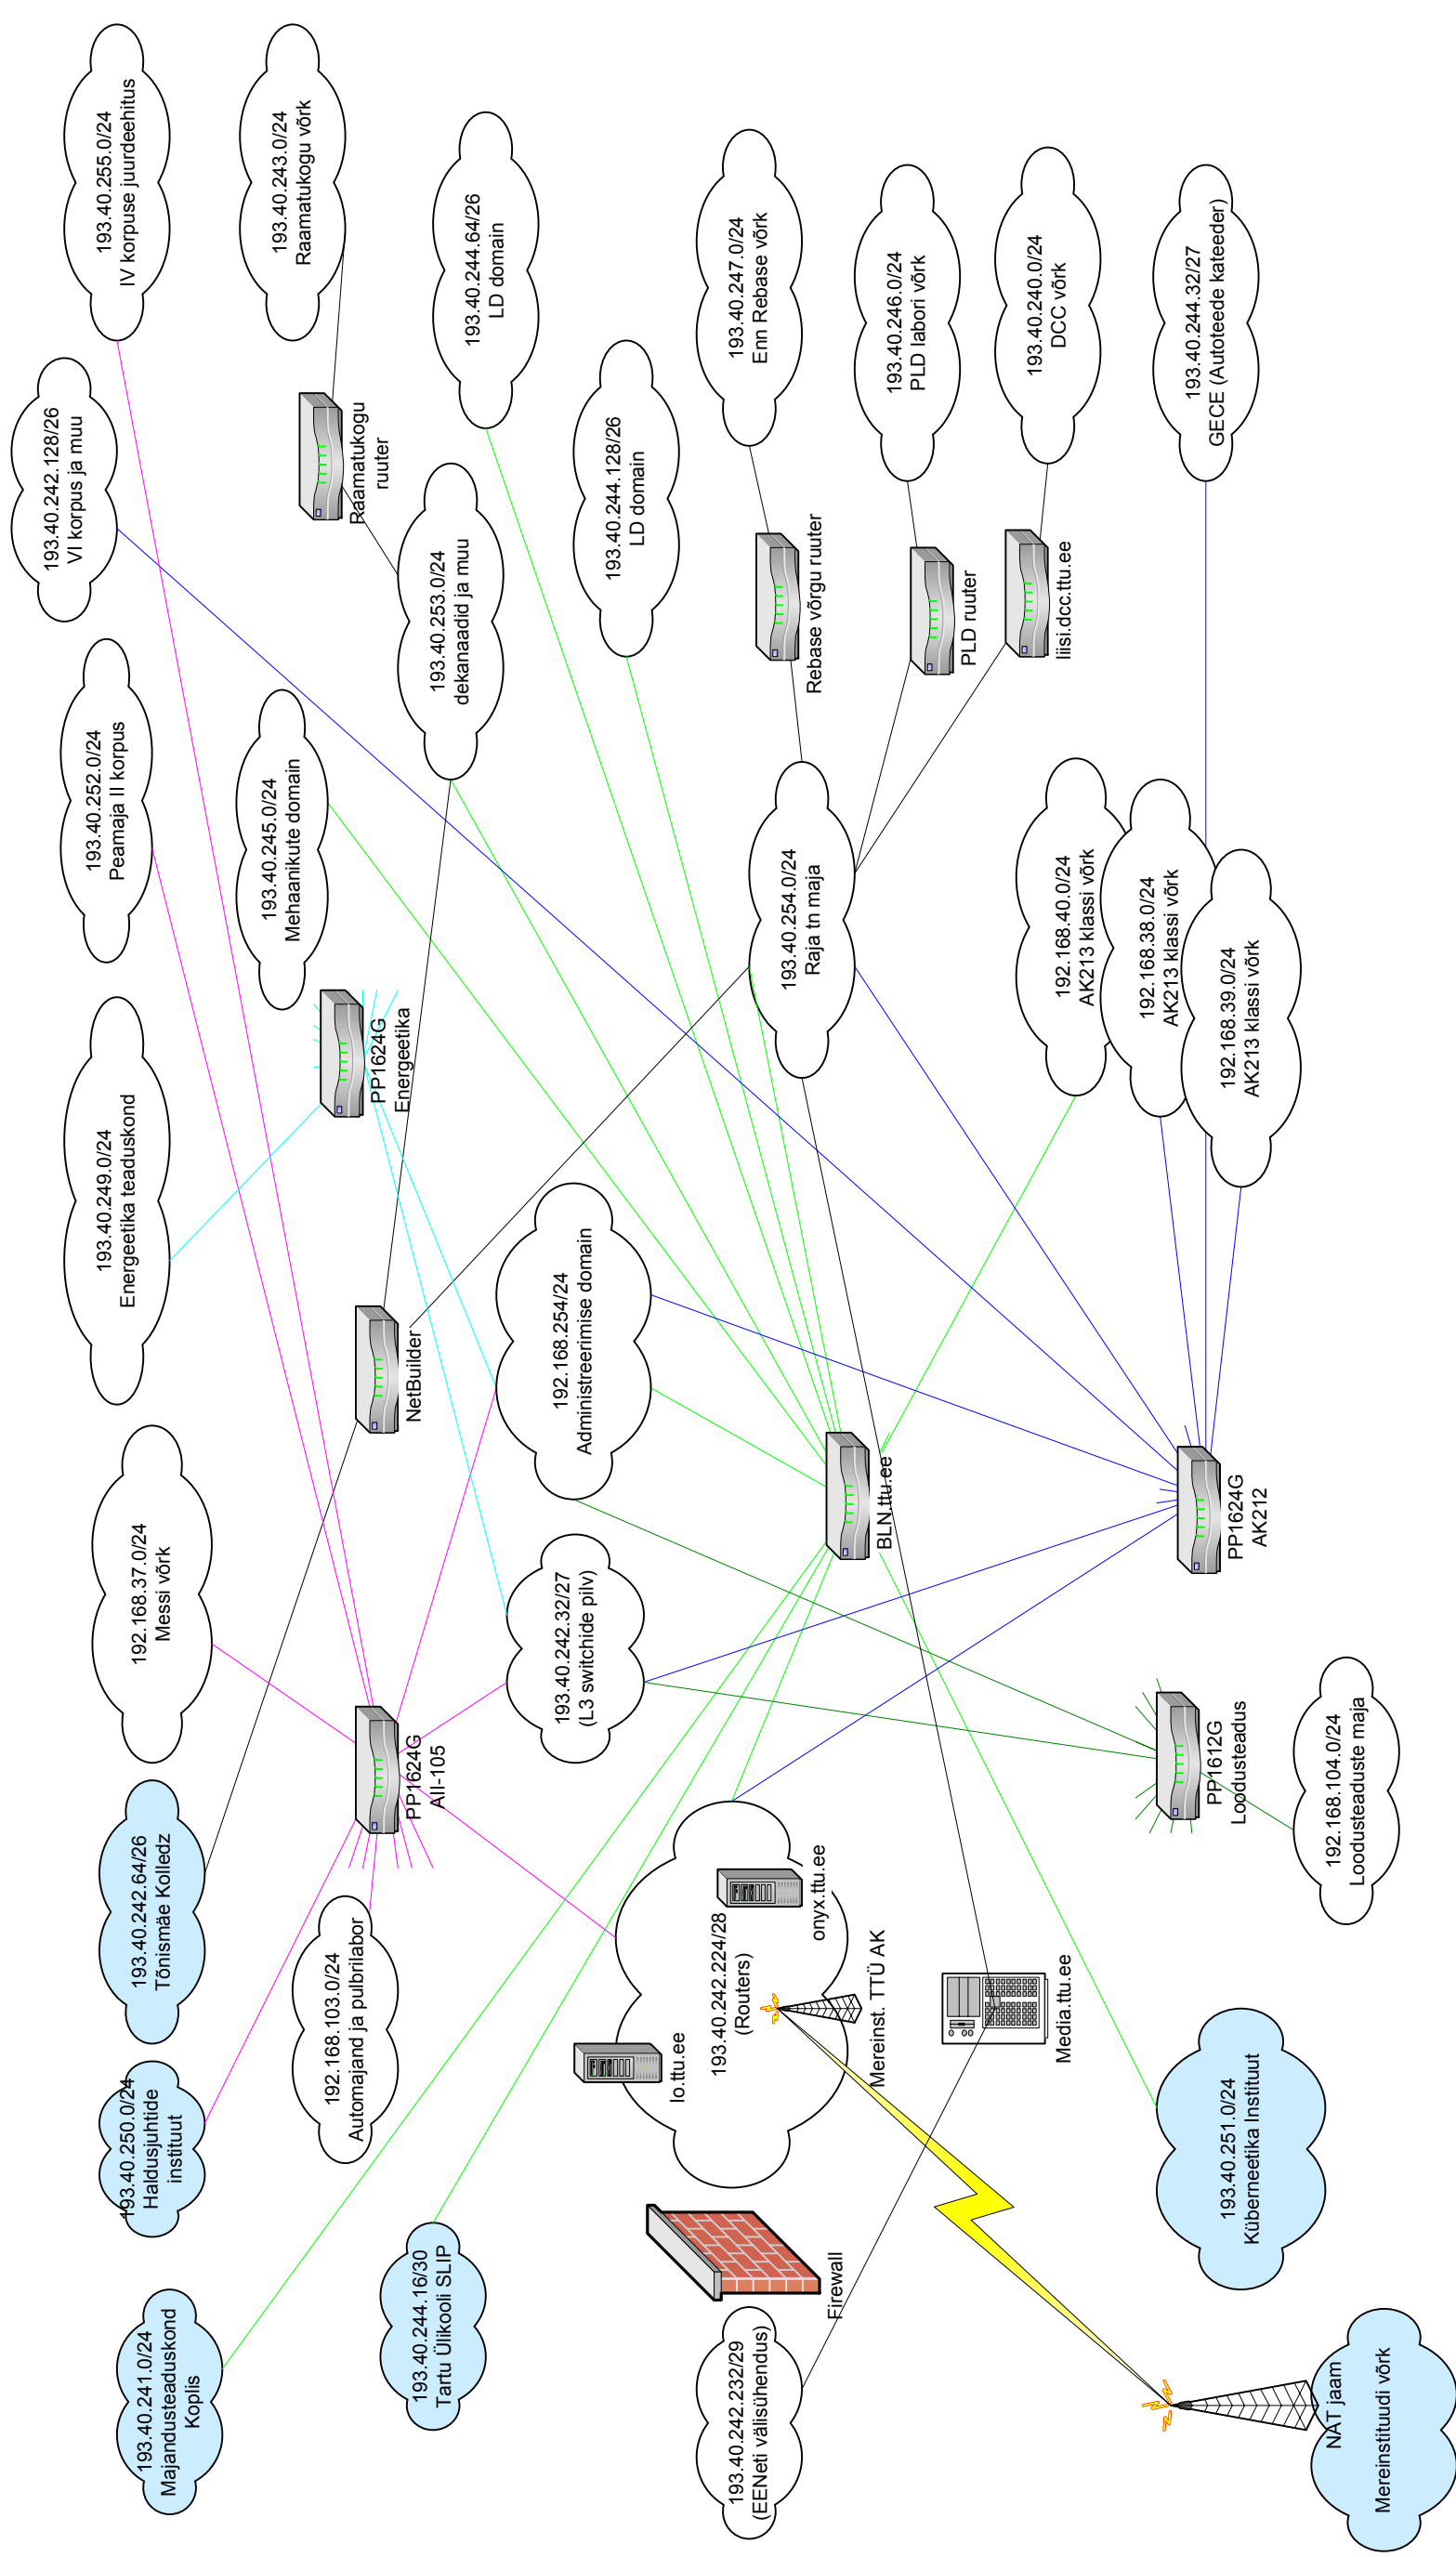 193.40.241.0/24
Majandusteaduskond
Koplis
193.40.250.0/24
Haldusjuhtide
instituut
193.40.242.64/26
Tõnismäe Kolledz
192.168.37.0/24
Messi võrk
193.40.249.0/24
Energeetika teaduskond
193.40.252.0/24
Peamaja II korpus
193.40.242.128/26
VI korpus ja muu
193.40.255.0/24
IV korpuse juurdeehitus
193.40.243.0/24
Raamatukogu võrk
Raamatukogu
ruuter
193.40.245.0/24
Mehaanikute domain
PP1624G
Energeetika
NetBuilder
PP1624G
AII-105
192.168.103.0/24
Automajand ja pulbrilabor
193.40.244.16/30
Tartu Ülikooli SLIP
193.40.253.0/24
dekanaadid ja muu
193.40.244.64/26
LD domain
193.40.244.128/26
LD domain
192.168.254/24
Administreerimise domain
193.40.242.32/27
(L3 switchide pilv)
Io.ttu.ee
193.40.242.224/28
(Routers)
onyx.ttu.ee
Mereinst. TTÜ AK
Firewall
193.40.242.232/29
(EENeti välisühendus)
BLN.ttu.ee
193.40.254.0/24
Raja tn maja
Rebase võrgu ruuter
193.40.247.0/24
Enn Rebase võrk
PLD ruuter
193.40.246.0/24
PLD labori võrk
liisi.dcc.ttu.ee
193.40.240.0/24
DCC võrk
193.40.244.32/27
GECE (Autoteede kateeder)
192.168.40.0/24
AK213 klassi võrk
192.168.38.0/24
AK213 klassi võrk
192.168.39.0/24
AK213 klassi võrk
PP1624G
AK212
PP1612G
Loodusteadus
192.168.104.0/24
Loodusteaduste maja
Media.ttu.ee
193.40.251.0/24
Küberneetika Instituut
NAT jaam
Mereinstituudi võrk